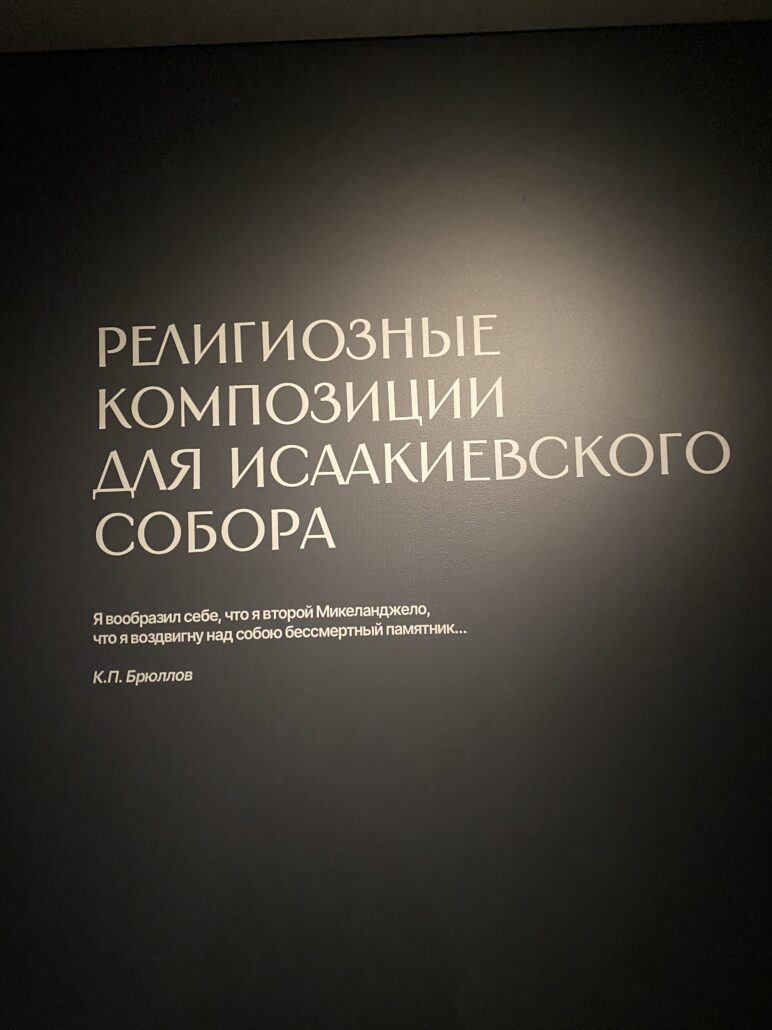 РЕЛИГИОЗНЫЕ
КОМПОЗИЦИИ
ДЛЯ ИСААКИЕВСКОГО
СОБОРА
Я вообразил себе, что я второй Микеланджело,
что я воздвигну над собою бессмертный памятник...
К.П. Брюллов